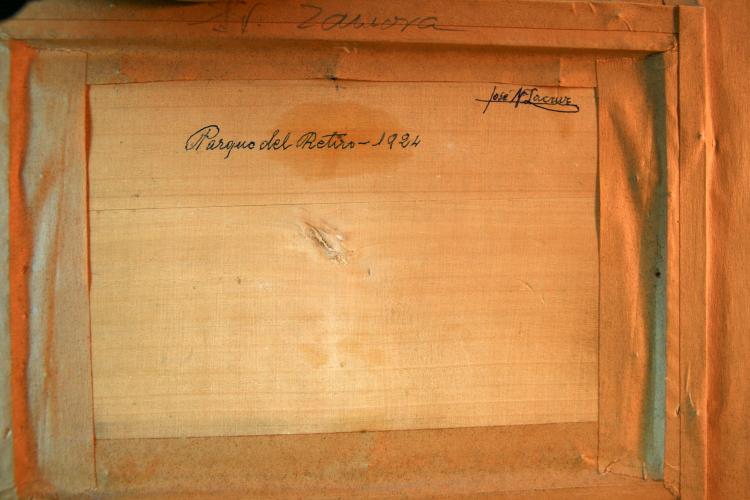 Zamora
José Mª Lacruz
Parque del Retiro - 1924